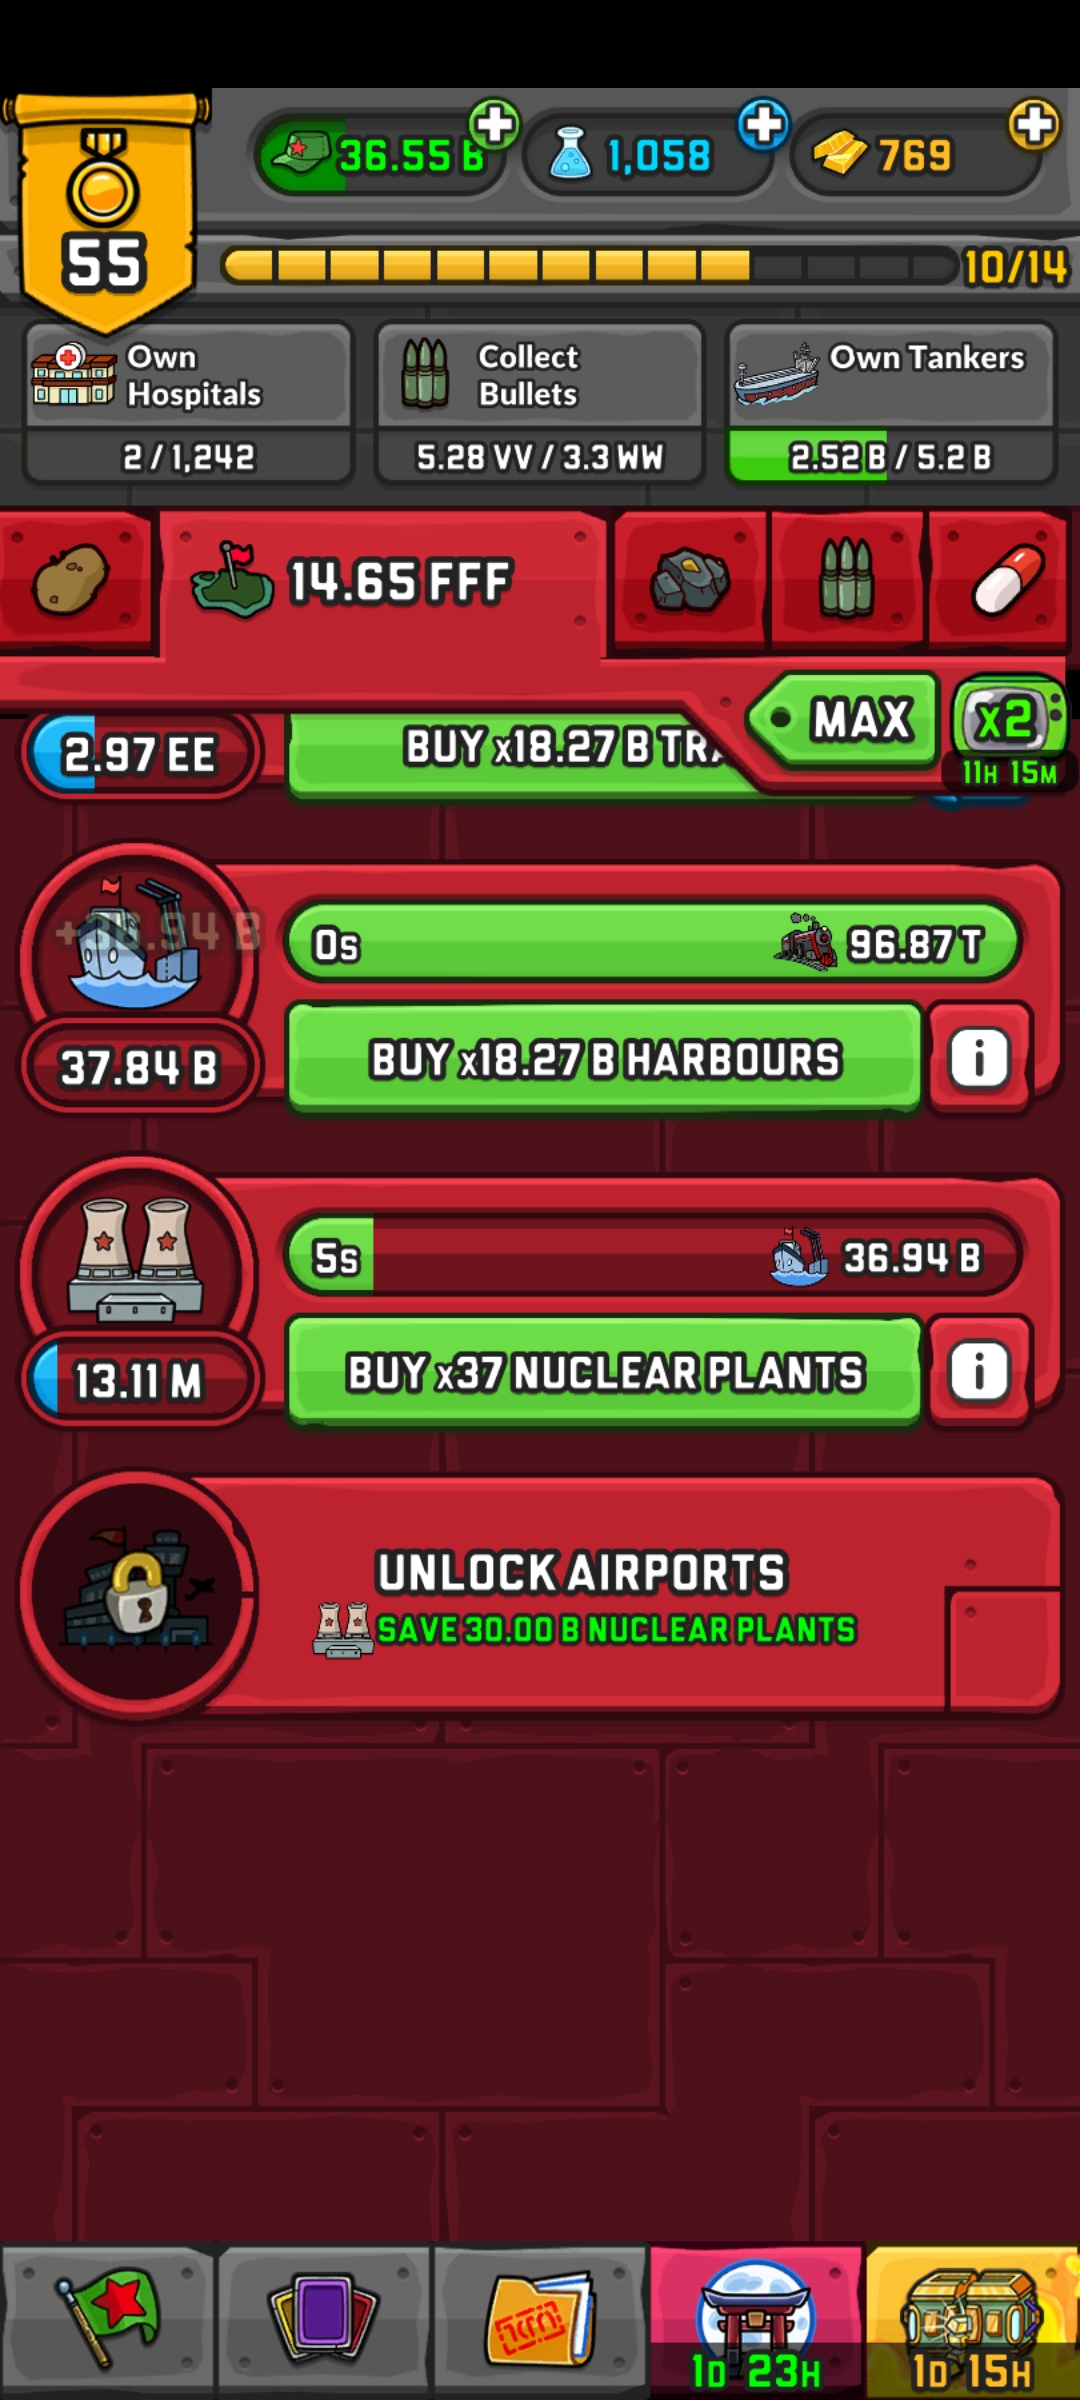 36.55 B
1,058
769
55
10/14
Own
Hospitals
2 / 1,242
Collect
Bullets
5.28 VV / 3.3 WW
Own Tankers
2.52 B / 5.2 B
14.65 FFF
MAX
x2
11H 15M
2.97 EE
BUY x18.27 B TRA
+36.94 B
0s
96.87 T
37.84 B
BUY x18.27 B HARBOURS
i
5s
36.94 B
13.11 M
BUY x37 NUCLEAR PLANTS
i
UNLOCK AIRPORTS
SAVE 30.00 B NUCLEAR PLANTS
1D 23H
1D 15H